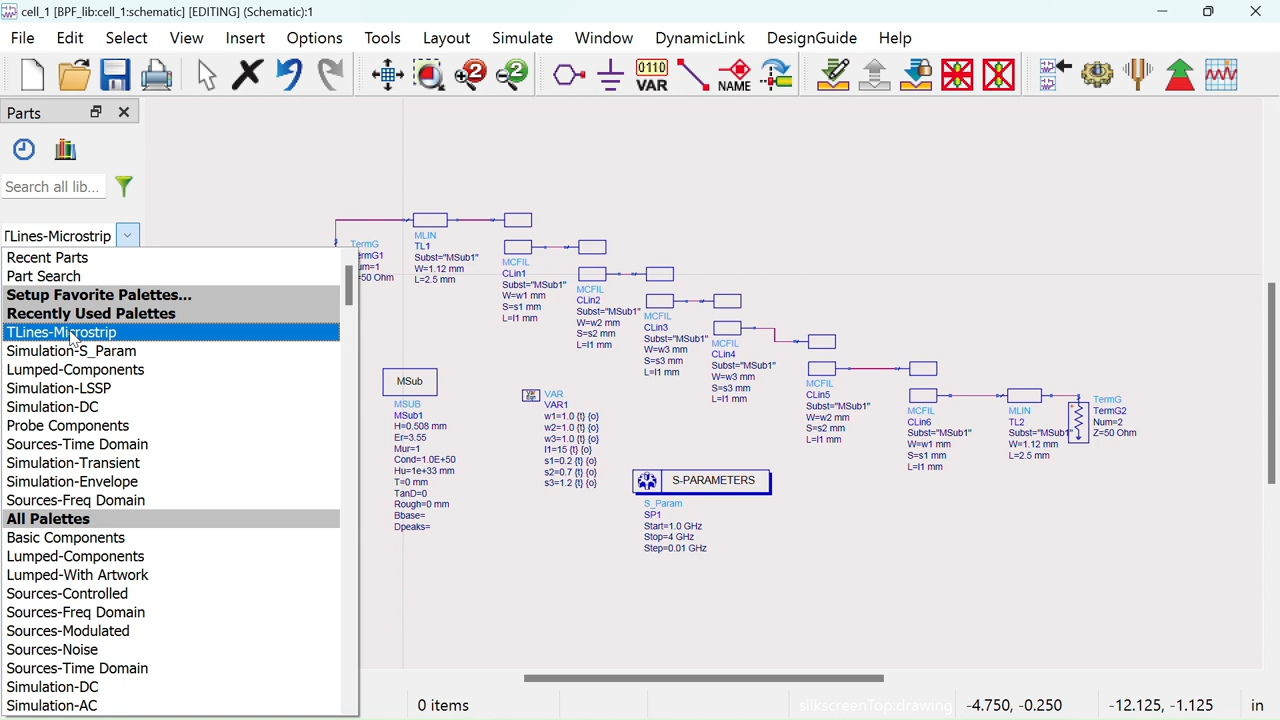 cell_1 [BPF_lib:cell_1:schematic] [EDITING] (Schematic):1
File Edit Select View Insert Options Tools Layout Simulate Window DynamicLink DesignGuide Help
0110
VAR
NAME
Parts
Search all lib...
TLines-Microstrip
Recent Parts
Part Search
Setup Favorite Palettes...
Recently Used Palettes
TLines-Microstrip
Simulation-S_Param
Lumped-Components
Simulation-LSSP
Simulation-DC
Probe Components
Sources-Time Domain
Simulation-Transient
Simulation-Envelope
Sources-Freq Domain
All Palettes
Basic Components
Lumped-Components
Lumped-With Artwork
Sources-Controlled
Sources-Freq Domain
Sources-Modulated
Sources-Noise
Sources-Time Domain
Simulation-DC
Simulation-AC
TermG
ermG1
um=1
=50 Ohm
MLIN
TL1
Subst="MSub1"
W=1.12 mm
L=2.5 mm
MCFIL
CLin1
Subst="MSub1"
W=w1 mm
S=s1 mm
L=l1 mm
MCFIL
CLin2
Subst="MSub1"
W=w2 mm
S=s2 mm
L=l1 mm
MCFIL
CLin3
Subst="MSub1"
W=w3 mm
S=s3 mm
L=l1 mm
MCFIL
CLin4
Subst="MSub1"
W=w3 mm
S=s3 mm
L=l1 mm
MCFIL
CLin5
Subst="MSub1"
W=w2 mm
S=s2 mm
L=l1 mm
MCFIL
CLin6
Subst="MSub1"
W=w1 mm
S=s1 mm
L=l1 mm
MLIN
TL2
Subst="MSub1"
W=1.12 mm
L=2.5 mm
TermG
TermG2
Num=2
Z=50 Ohm
MSub
MSUB
MSub1
H=0.508 mm
Er=3.55
Mur=1
Cond=1.0E+50
Hu=1e+33 mm
T=0 mm
TanD=0
Rough=0 mm
Bbase=
Dpeaks=
Var
Eqn
VAR
VAR1
w1=1.0 {t} {o}
w2=1.0 {t} {o}
w3=1.0 {t} {o}
l1=15 {t} {o}
s1=0.2 {t} {o}
s2=0.7 {t} {o}
s3=1.2 {t} {o}
S-PARAMETERS
S_Param
SP1
Start=1.0 GHz
Stop=4 GHz
Step=0.01 GHz
0 items
silkscreenTop:drawing
-4.750, -0.250
-12.125, -1.125
in